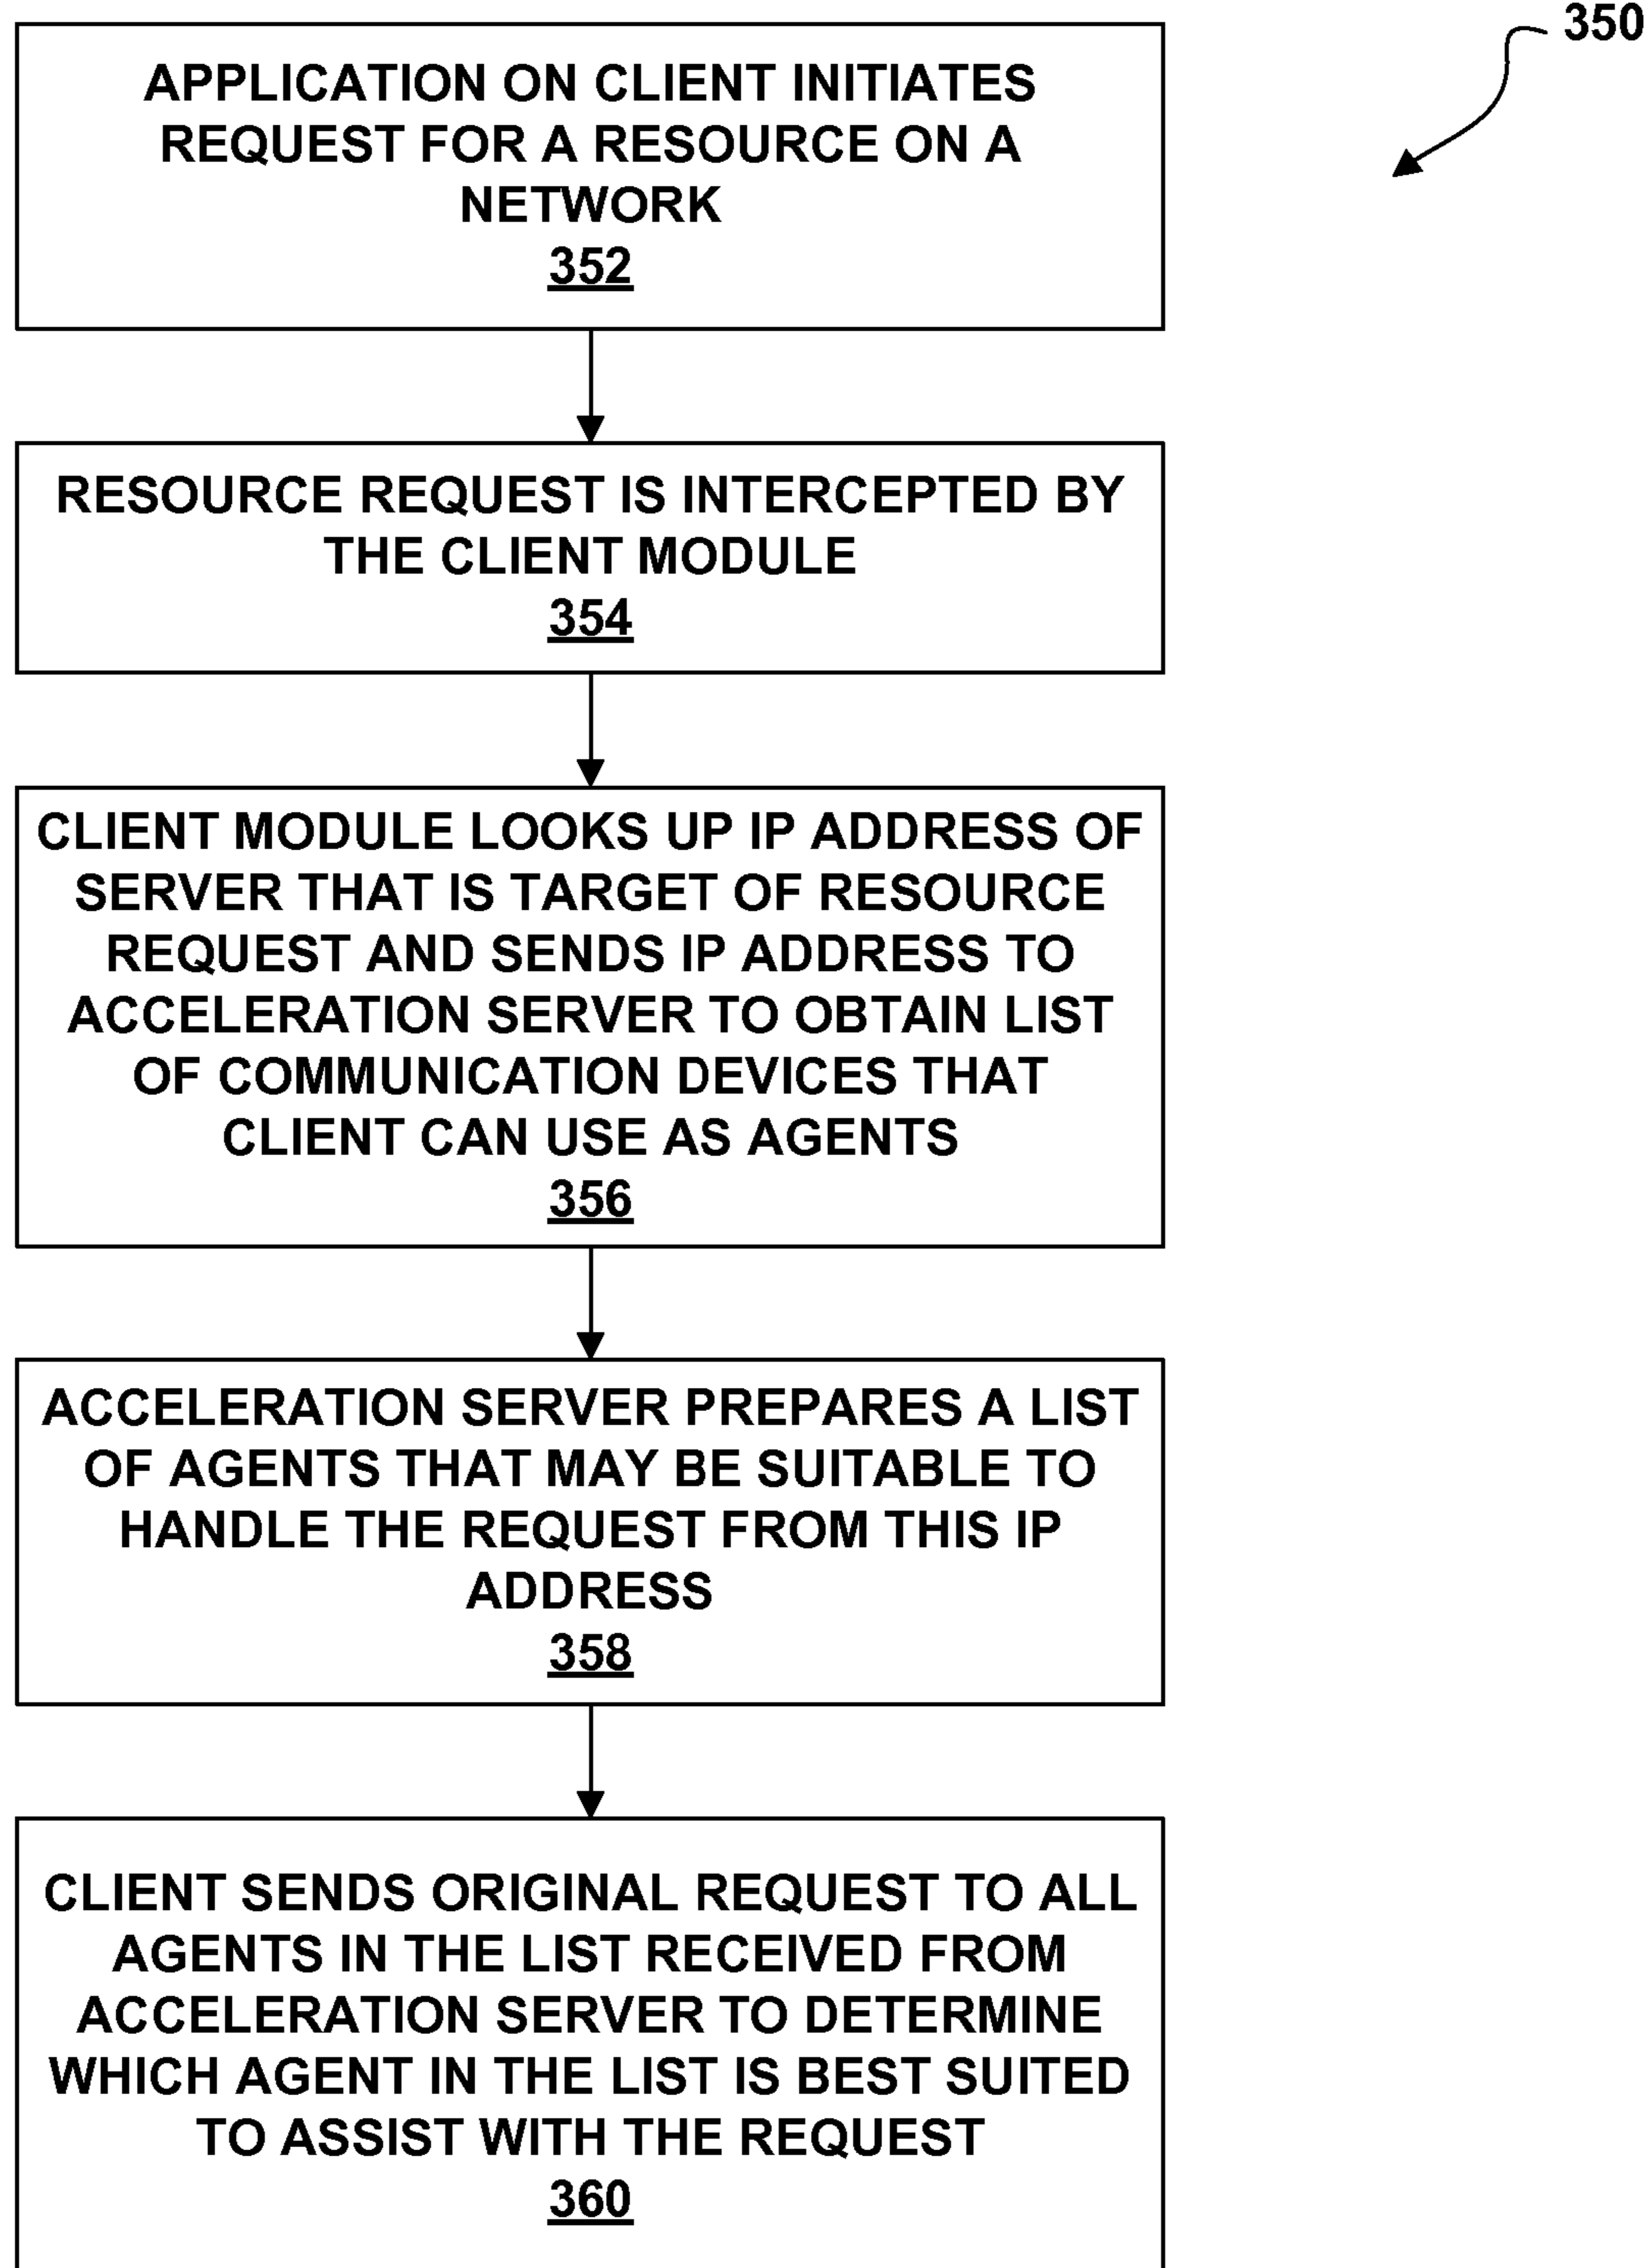 350
APPLICATION ON CLIENT INITIATES
REQUEST FOR A RESOURCE ON A
NETWORK
352
RESOURCE REQUEST IS INTERCEPTED BY
THE CLIENT MODULE
354
CLIENT MODULE LOOKS UP IP ADDRESS OF
SERVER THAT IS TARGET OF RESOURCE
REQUEST AND SENDS IP ADDRESS TO
ACCELERATION SERVER TO OBTAIN LIST
OF COMMUNICATION DEVICES THAT
CLIENT CAN USE AS AGENTS
356
ACCELERATION SERVER PREPARES A LIST
OF AGENTS THAT MAY BE SUITABLE TO
HANDLE THE REQUEST FROM THIS IP
ADDRESS
358
CLIENT SENDS ORIGINAL REQUEST TO ALL
AGENTS IN THE LIST RECEIVED FROM
ACCELERATION SERVER TO DETERMINE
WHICH AGENT IN THE LIST IS BEST SUITED
TO ASSIST WITH THE REQUEST
360